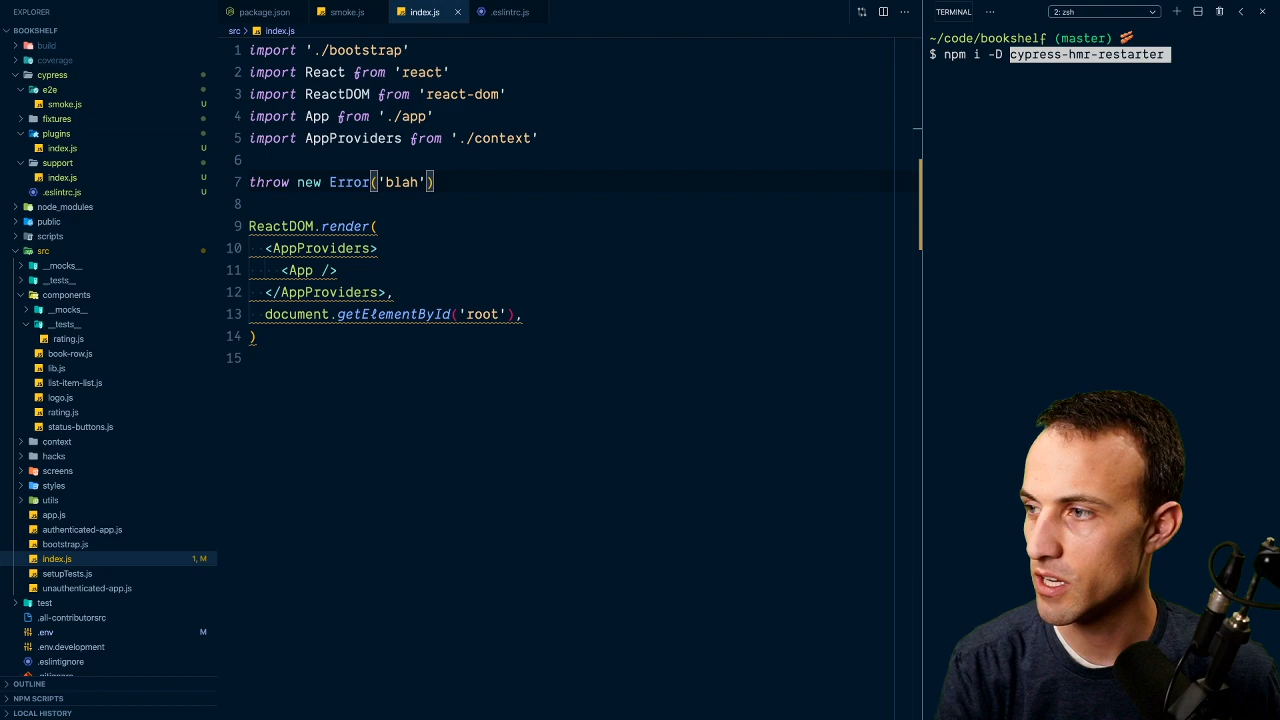 EXPLORER
BOOKSHELF
build
coverage
cypress
e2e
smoke.js U
fixtures
plugins
index.js U
support
index.js U
.eslintrc.js U
node_modules
public
scripts
src
__mocks__
__tests__
components
__mocks__
__tests__
rating.js
book-row.js
lib.js
list-item-list.js
logo.js
rating.js
status-buttons.js
context
hacks
screens
styles
utils
app.js
authenticated-app.js
bootstrap.js
index.js 1, M
setupTests.js
unauthenticated-app.js
test
.all-contributorsrc
.env M
.env.development
.eslintignore
.gitignore
OUTLINE
NPM SCRIPTS
LOCAL HISTORY
package.json smoke.js index.js .eslintrc.js
src index.js
1 import './bootstrap'
2 import React from 'react'
3 import ReactDOM from 'react-dom'
4 import App from './app'
5 import AppProviders from './context'
6
7 throw new Error('blah')
8
9 ReactDOM.render(
10 <AppProviders>
11 <App />
12 </AppProviders>,
13 document.getElementById('root'),
14 )
15
TERMINAL 2: zsh
~/code/bookshelf (master) 🥓
$ npm i -D cypress-hmr-restarter